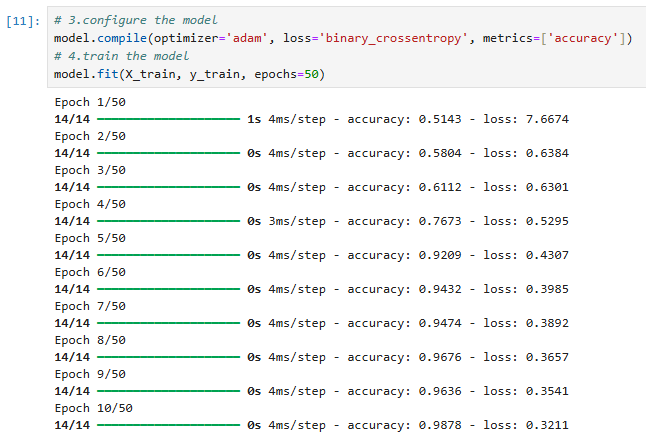 [11]: # 3.configure the model
model.compile(optimizer='adam', loss='binary_crossentropy', metrics=['accuracy'])
# 4.train the model
model.fit(X_train, y_train, epochs=50)
Epoch 1/50
14/14 ━━━━━━━━━━━━━━━━━━━━ 1s 4ms/step - accuracy: 0.5143 - loss: 7.6674
Epoch 2/50
14/14 ━━━━━━━━━━━━━━━━━━━━ 0s 4ms/step - accuracy: 0.5804 - loss: 0.6384
Epoch 3/50
14/14 ━━━━━━━━━━━━━━━━━━━━ 0s 4ms/step - accuracy: 0.6112 - loss: 0.6301
Epoch 4/50
14/14 ━━━━━━━━━━━━━━━━━━━━ 0s 3ms/step - accuracy: 0.7673 - loss: 0.5295
Epoch 5/50
14/14 ━━━━━━━━━━━━━━━━━━━━ 0s 4ms/step - accuracy: 0.9209 - loss: 0.4307
Epoch 6/50
14/14 ━━━━━━━━━━━━━━━━━━━━ 0s 4ms/step - accuracy: 0.9432 - loss: 0.3985
Epoch 7/50
14/14 ━━━━━━━━━━━━━━━━━━━━ 0s 4ms/step - accuracy: 0.9474 - loss: 0.3892
Epoch 8/50
14/14 ━━━━━━━━━━━━━━━━━━━━ 0s 4ms/step - accuracy: 0.9676 - loss: 0.3657
Epoch 9/50
14/14 ━━━━━━━━━━━━━━━━━━━━ 0s 4ms/step - accuracy: 0.9636 - loss: 0.3541
Epoch 10/50
14/14 ━━━━━━━━━━━━━━━━━━━━ 0s 4ms/step - accuracy: 0.9878 - loss: 0.3211